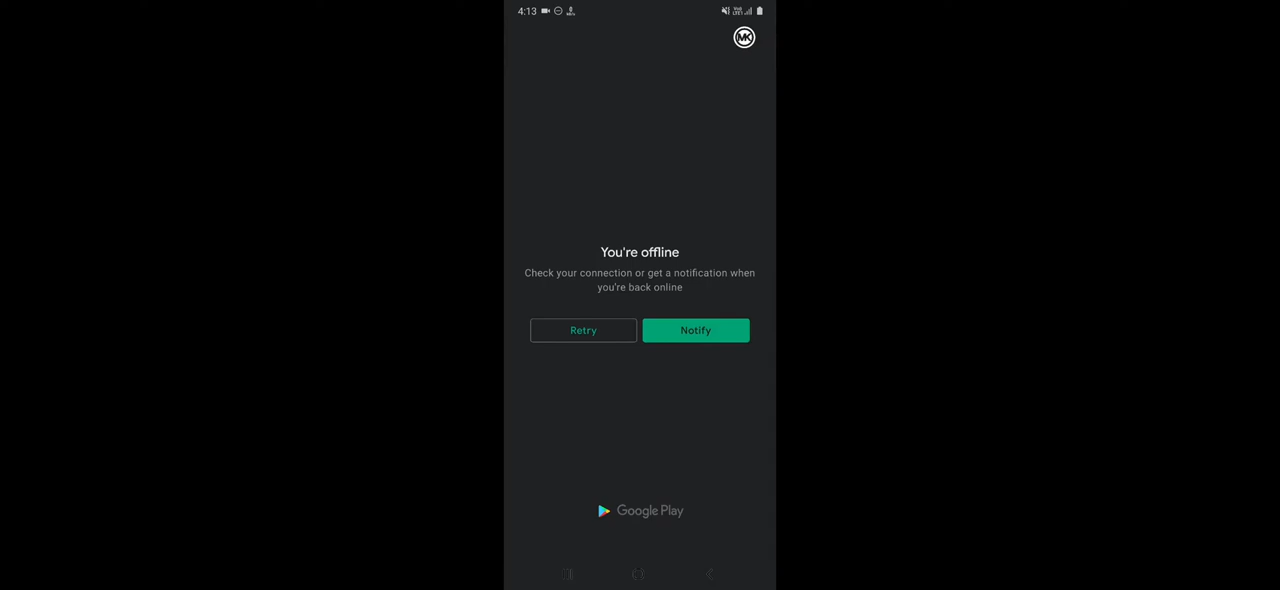 4:13
MK
You're offline
Check your connection or get a notification when
you're back online
Retry Notify
Google Play